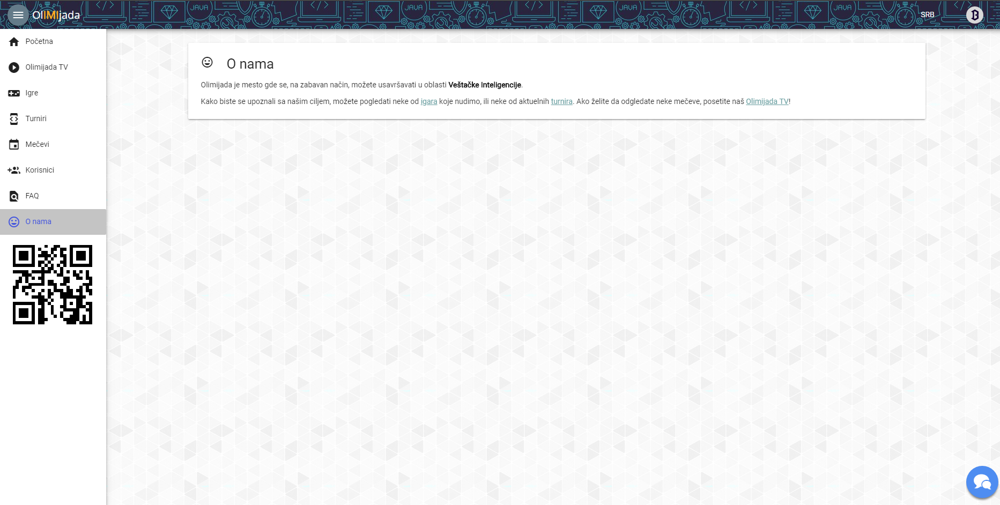 OlIMIjada
JAVA JAVA JAVA JAVA
SRB
Početna
Olimijada TV
Igre
Turniri
Mečevi
Korisnici
FAQ
O nama
O nama
Olimijada je mesto gde se, na zabavan način, možete usavršavati u oblasti Veštačke Inteligencije.
Kako biste se upoznali sa našim ciljem, možete pogledati neke od igara koje nudimo, ili neke od aktuelnih turnira. Ako želite da odgledate neke mečeve, posetite naš Olimijada TV!